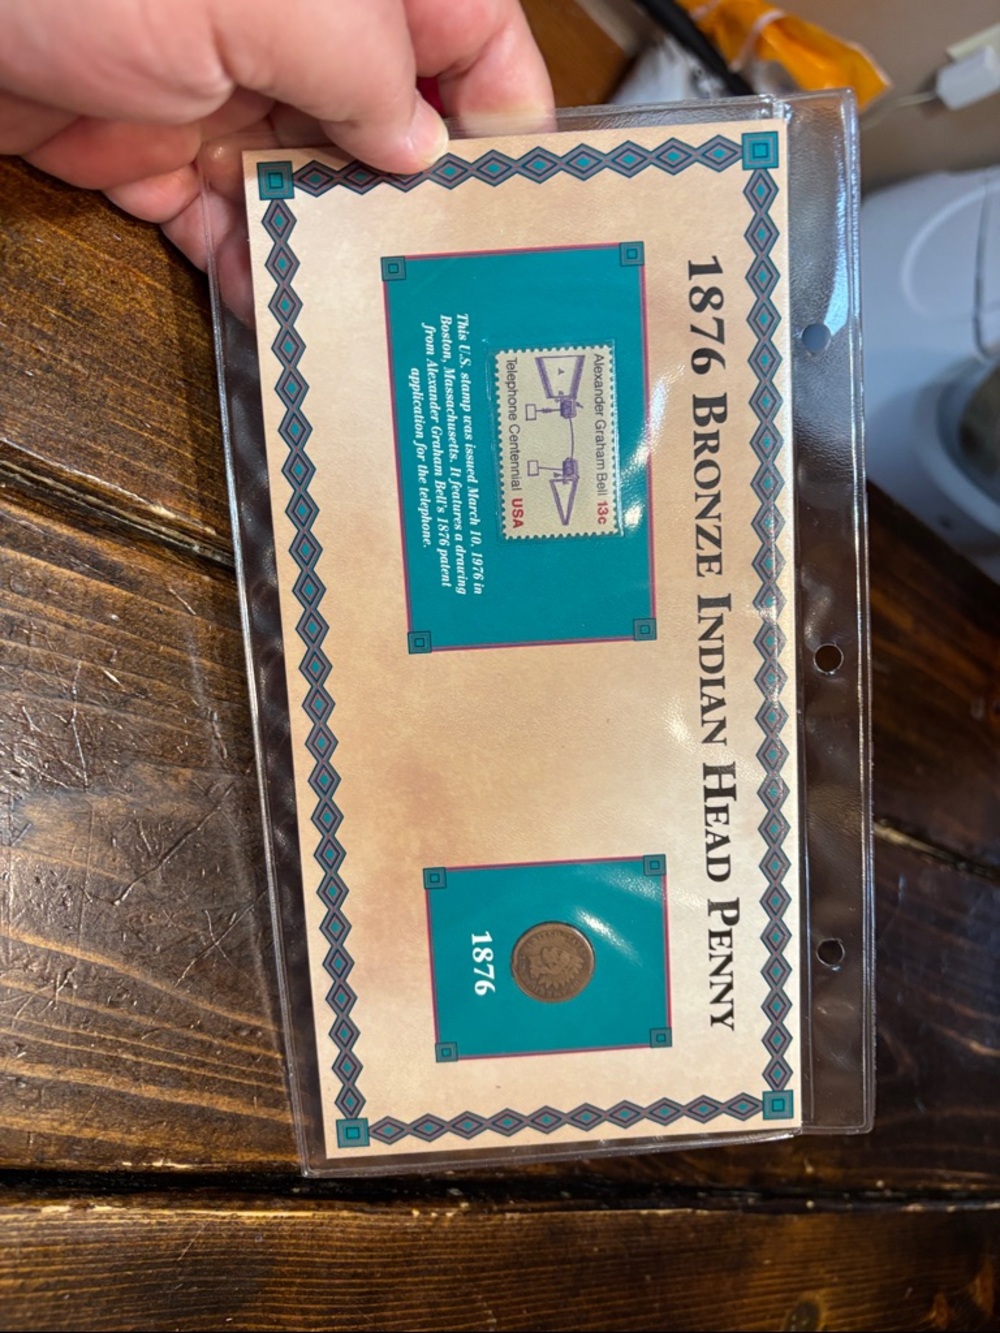 1876 BRONZE INDIAN HEAD PENNY
Alexander Graham Bell 13c
Telephone Centennial USA
This U.S. stamp was issued March 10, 1976 in
Boston, Massachusetts. It features a drawing
from Alexander Graham Bell's 1876 patent
application for the telephone.
1876